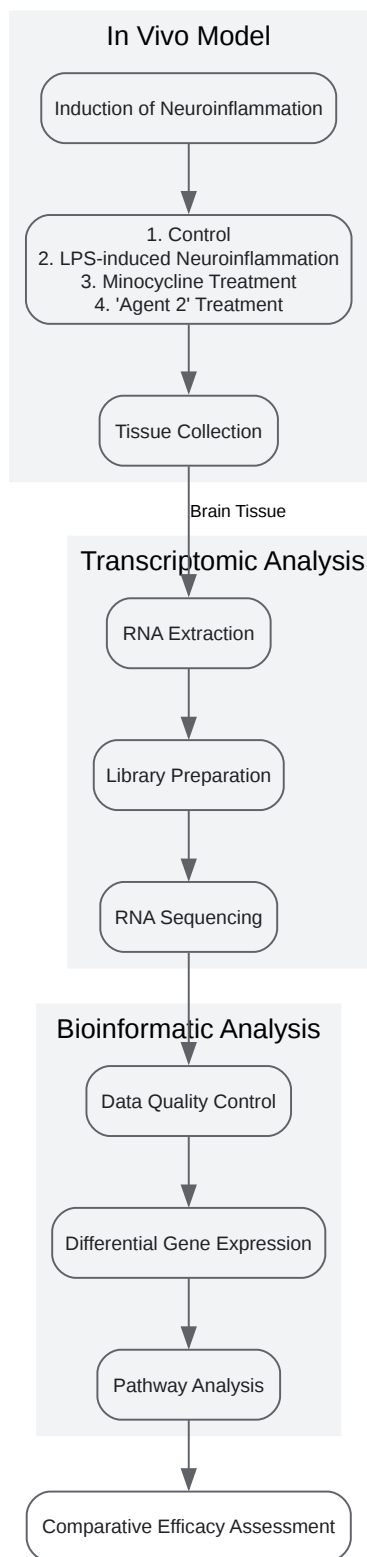 In Vivo Model
Induction of Neuroinflammation
1. Control
2. LPS-induced Neuroinflammation
3. Minocycline Treatment
4. 'Agent 2' Treatment
Tissue Collection
Brain Tissue
Transcriptomic Analysis
RNA Extraction
Library Preparation
RNA Sequencing
Bioinformatic Analysis
Data Quality Control
Differential Gene Expression
Pathway Analysis
Comparative Efficacy Assessment